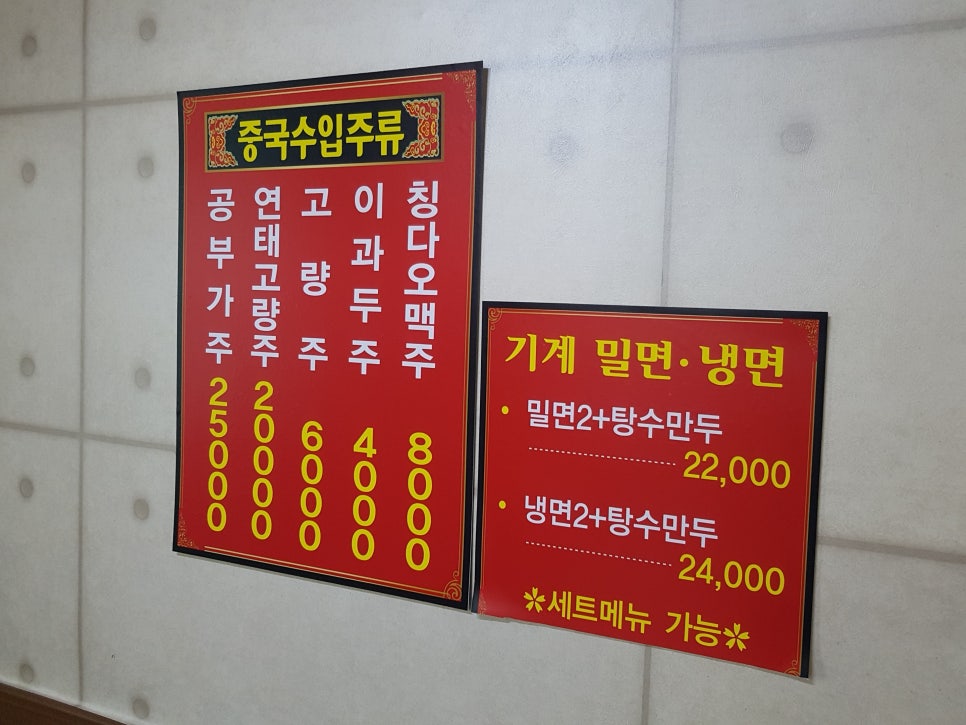 중국수입주류
공부가주 25000
연태고량주 20000
고량주 6000
이과두주 4000
칭다오맥주 8000
기계 밀면·냉면
• 밀면2+탕수만두
22,000
• 냉면2+탕수만두
24,000
세트메뉴 가능